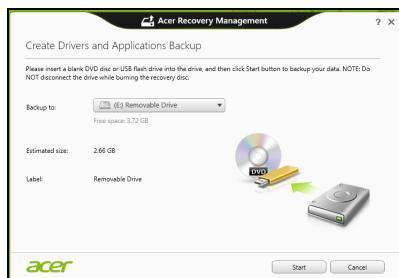 Acer Recovery Management
? ×
Create Drivers and Applications Backup
Please insert a blank DVD disc or USB flash drive into the drive, and then click Start button to backup your data. NOTE: Do
NOT disconnect the drive while burning the recovery disc.
Backup to: (E:) Removable Drive
Free space: 3.72 GB
Estimated size: 2.66 GB
DVD
Label: Removable Drive
acer Start Cancel